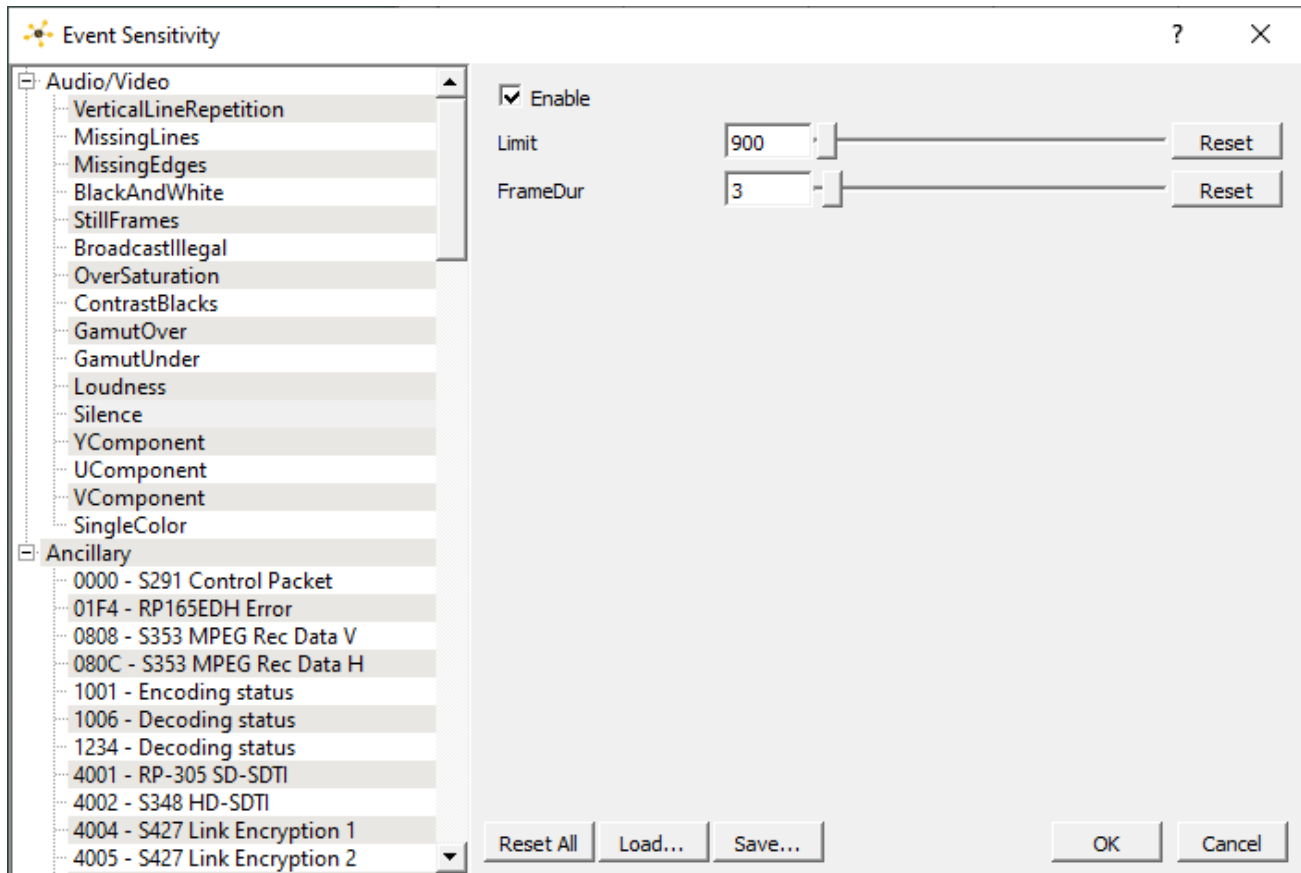 Event Sensitivity
?
Audio/Video
VerticalLineRepetition
MissingLines
MissingEdges
BlackAndWhite
StillFrames
BroadcastIllegal
OverSaturation
ContrastBlacks
GamutOver
GamutUnder
Loudness
Silence
YComponent
UComponent
VComponent
SingleColor
Ancillary
0000 - S291 Control Packet
01F4 - RP165EDH Error
0808 - S353 MPEG Rec Data V
080C - S353 MPEG Rec Data H
1001 - Encoding status
1006 - Decoding status
1234 - Decoding status
4001 - RP-305 SD-SDTI
4002 - S348 HD-SDTI
4004 - S427 Link Encryption 1
4005 - S427 Link Encryption 2
Enable
Limit 900 Reset
FrameDur 3 Reset
Reset All Load... Save... OK Cancel